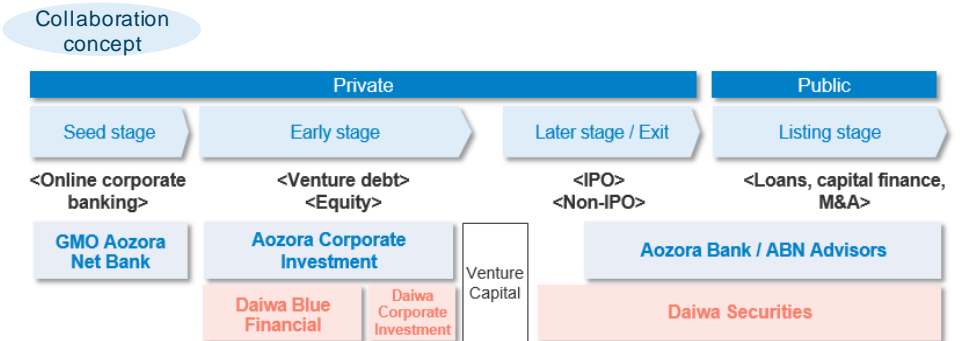 Collaboration
concept
Private
Public
Seed stage
Early stage
Later stage / Exit
Listing stage
<Online corporate
banking>
<Venture debt>
<Equity>
<IPO>
<Non-IPO>
<Loans, capital finance,
M&A>
GMO Aozora
Net Bank
Aozora Corporate
Investment
Venture
Capital
Aozora Bank / ABN Advisors
Daiwa Blue
Financial
Daiwa
Corporate
Investment
Daiwa Securities